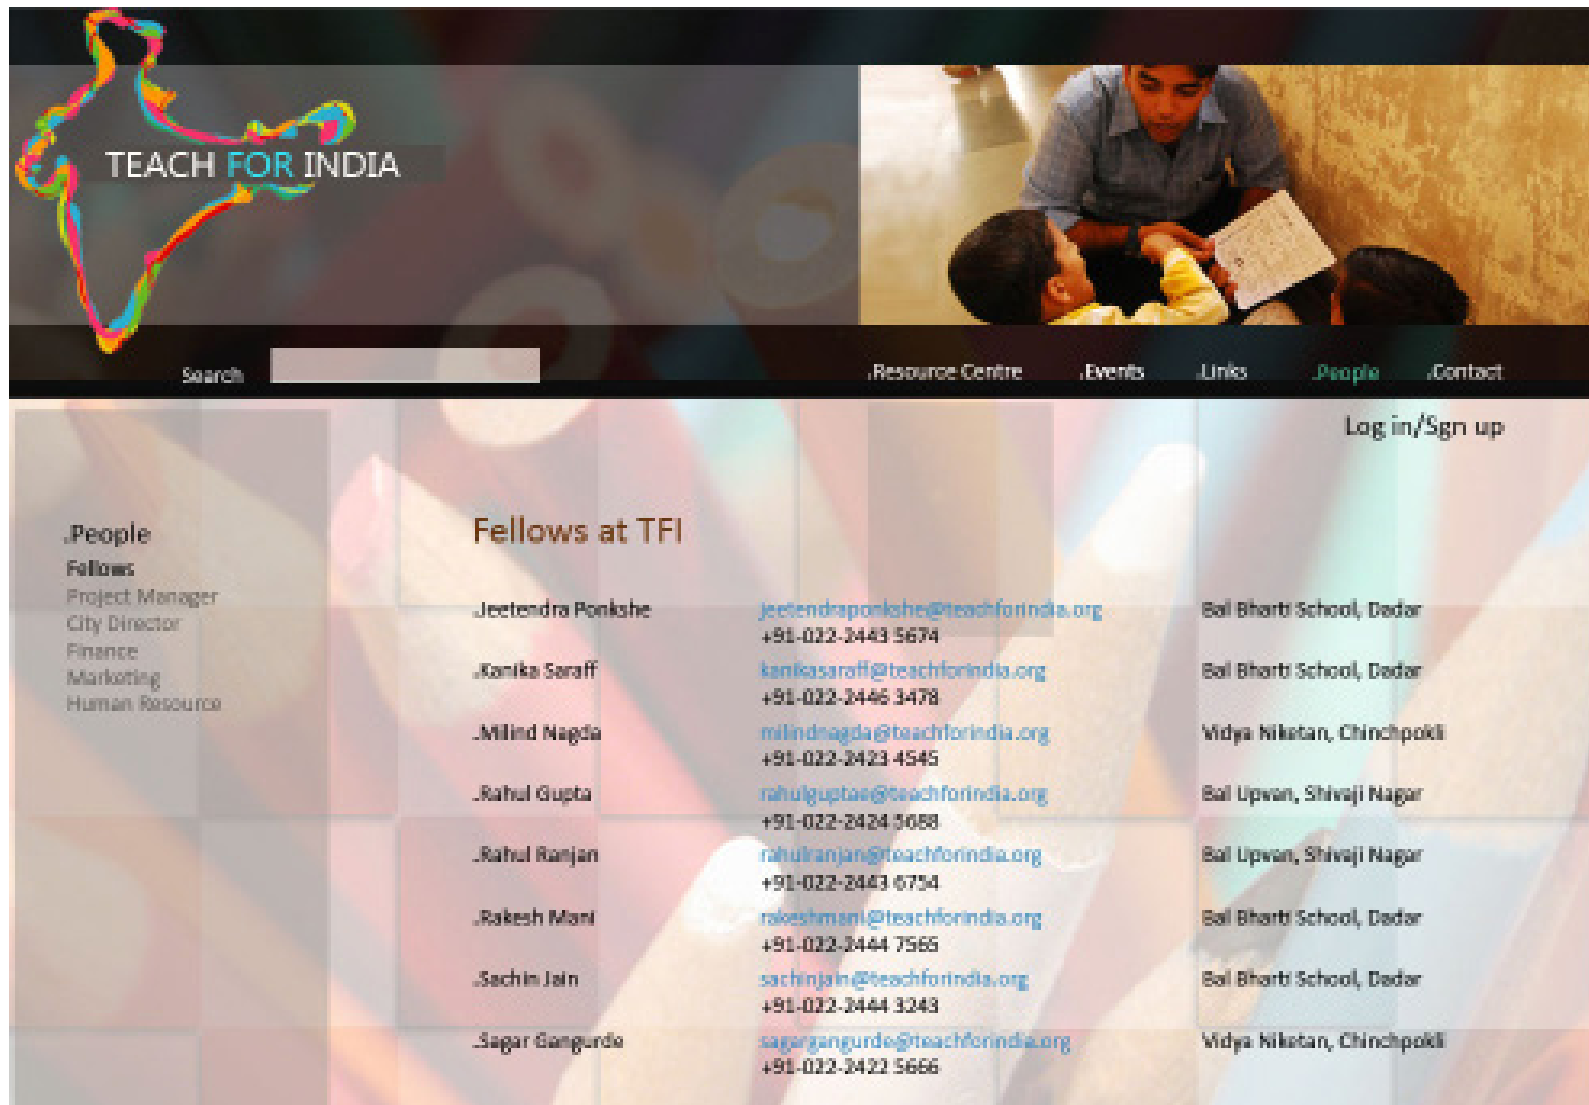 TEACH FOR INDIA
Search
.Resource Centre .Events .Links .People .Contact
Log in/Sgn up
.People
Fellows
Project Manager
City Director
Finance
Marketing
Human Resource
Fellows at TFI
.Jeetendra Ponkshe jeetendraponkshe@teachforindia.org Bal Bharti School, Dadar
+91-022-2443 5674
.Kanika Saraff kanikasaraff@teachforindia.org Bal Bharti School, Dadar
+91-022-2446 3478
.Milind Nagda milindnagda@teachforindia.org Vidya Niketan, Chinchpokli
+91-022-2423 4545
.Rahul Gupta rahulguptae@teachforindia.org Bal Upvan, Shivaji Nagar
+91-022-2424 5688
.Rahul Ranjan rahulranjan@teachforindia.org Bal Upvan, Shivaji Nagar
+91-022-2443 6754
.Rakesh Mani rakeshmani@teachforindia.org Bal Bharti School, Dadar
+91-022-2444 7565
.Sachin Jain sachinjain@teachforindia.org Bal Bharti School, Dadar
+91-022-2444 3243
.Sagar Gangurde sagargangurde@teachforindia.org Vidya Niketan, Chinchpokli
+91-022-2422 5666